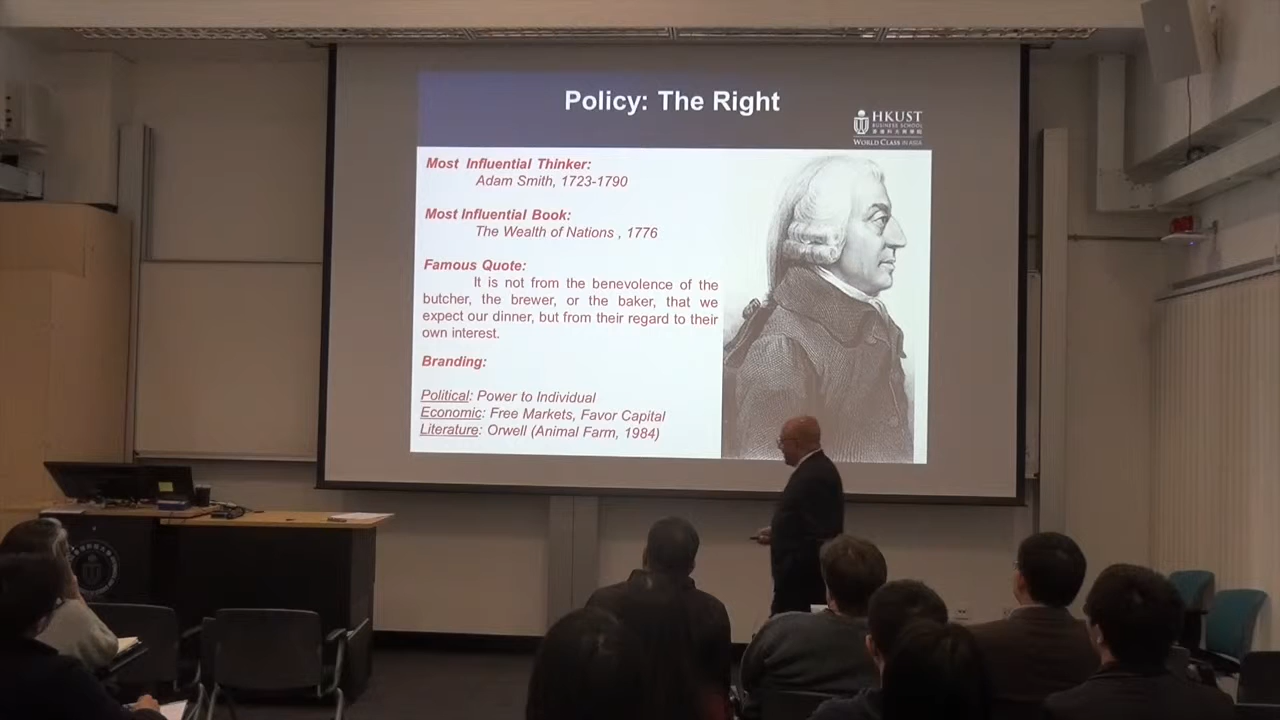 Policy: The Right
HKUST
BUSINESS SCHOOL
WORLD CLASS IN ASIA
Most Influential Thinker:
Adam Smith, 1723-1790
Most Influential Book:
The Wealth of Nations , 1776
Famous Quote:
It is not from the benevolence of the
butcher, the brewer, or the baker, that we
expect our dinner, but from their regard to their
own interest.
Branding:
Political: Power to Individual
Economic: Free Markets, Favor Capital
Literature: Orwell (Animal Farm, 1984)